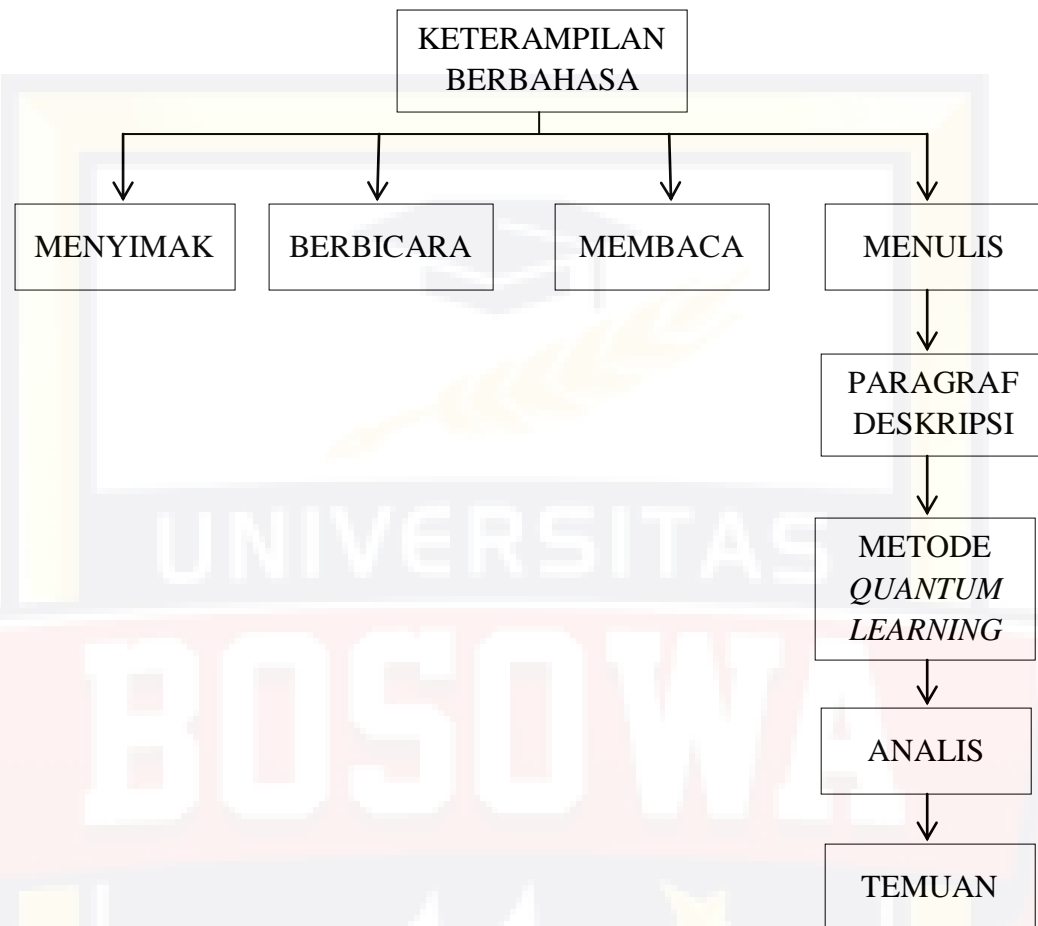 KETERAMPILAN
BERBAHASA
MENYIMAK
BERBICARA
MEMBACA
MENULIS
PARAGRAF
DESKRIPSI
METODE
QUANTUM
LEARNING
ANALIS
TEMUAN
UNIVERSITAS
BOSOWA